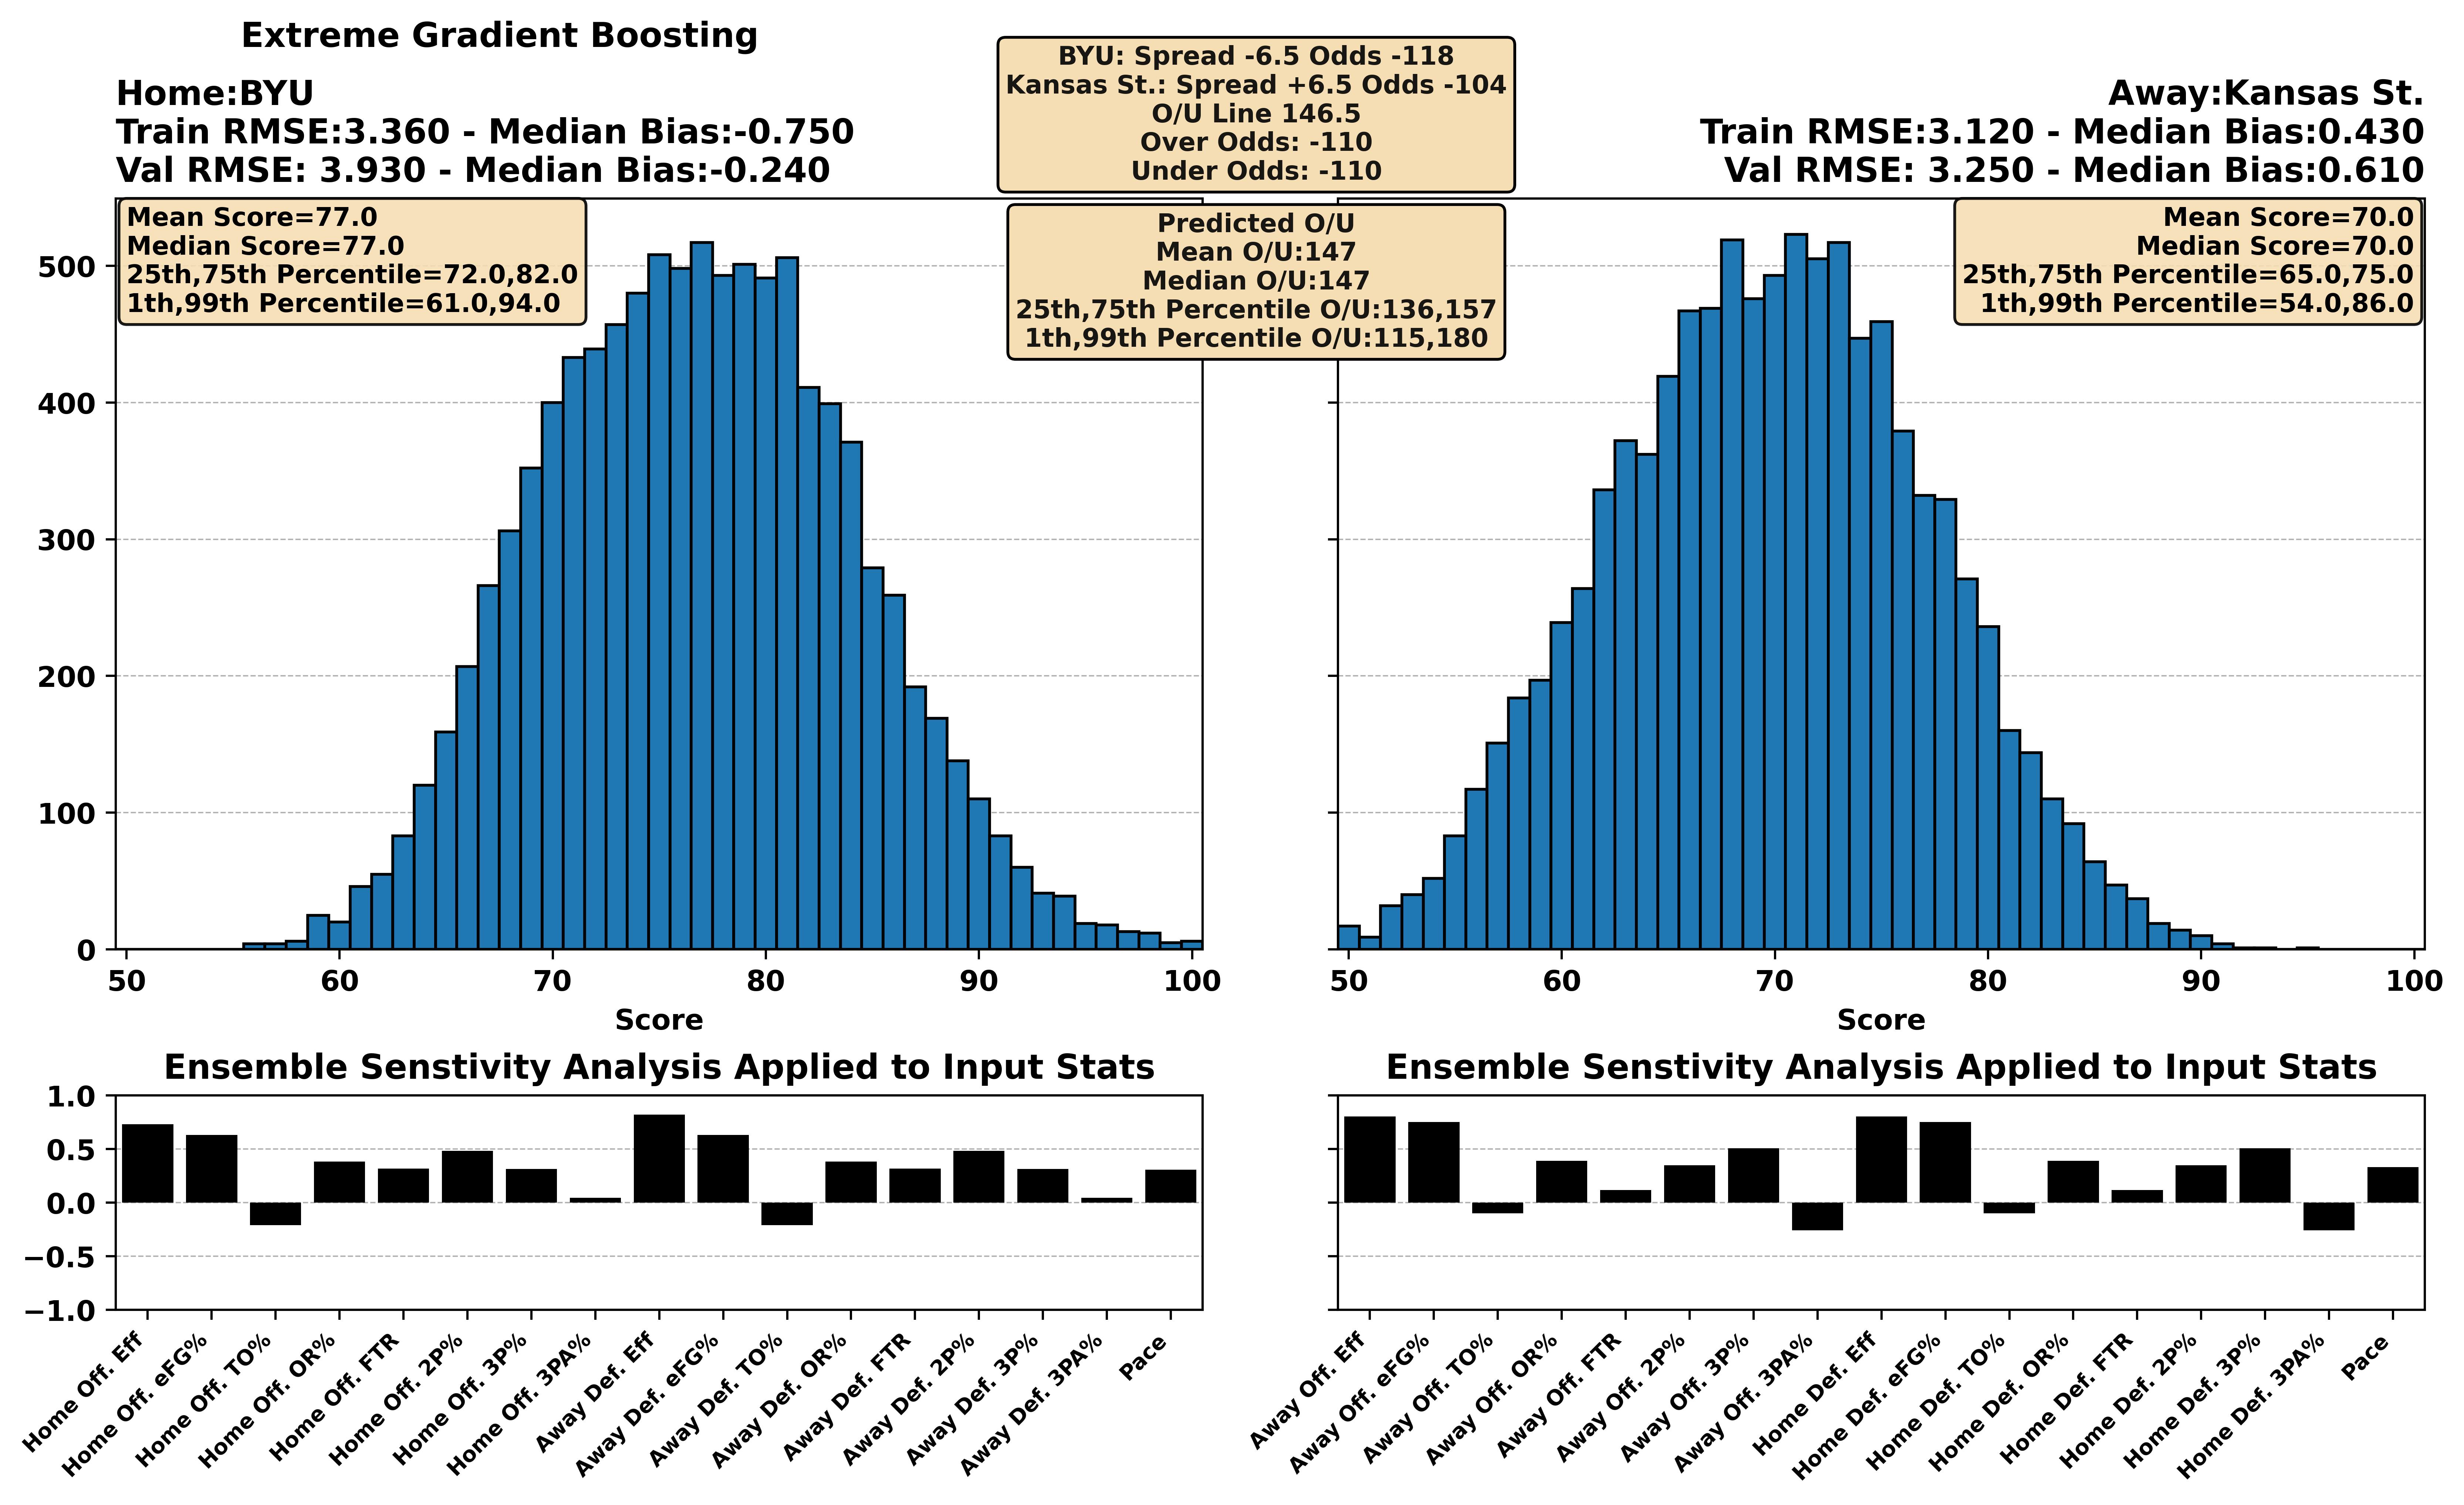 Extreme Gradient Boosting
Home:BYU
Train RMSE:3.360 - Median Bias:-0.750
Val RMSE: 3.930 - Median Bias:-0.240
BYU: Spread -6.5 Odds -118
Kansas St.: Spread +6.5 Odds -104
O/U Line 146.5
Over Odds: -110
Under Odds: -110
Away:Kansas St.
Train RMSE:3.120 - Median Bias:0.430
Val RMSE: 3.250 - Median Bias:0.610
Mean Score=77.0
Median Score=77.0
25th,75th Percentile=72.0,82.0
1th,99th Percentile=61.0,94.0
Predicted O/U
Mean O/U:147
Median O/U:147
25th,75th Percentile O/U:136,157
1th,99th Percentile O/U:115,180
Mean Score=70.0
Median Score=70.0
25th,75th Percentile=65.0,75.0
1th,99th Percentile=54.0,86.0
500
400
300
200
100
0
50 60 70 80 90 100
Score
50 60 70 80 90 100
Score
Ensemble Senstivity Analysis Applied to Input Stats
1.0
0.5
0.0
−0.5
−1.0
Home Off. Eff
Home Off. eFG%
Home Off. TO%
Home Off. OR%
Home Off. FTR
Home Off. 2P%
Home Off. 3P%
Home Off. 3PA%
Away Def. Eff
Away Def. eFG%
Away Def. TO%
Away Def. OR%
Away Def. FTR
Away Def. 2P%
Away Def. 3P%
Away Def. 3PA%
Pace
Ensemble Senstivity Analysis Applied to Input Stats
Away Off. Eff
Away Off. eFG%
Away Off. TO%
Away Off. OR%
Away Off. FTR
Away Off. 2P%
Away Off. 3P%
Away Off. 3PA%
Home Def. Eff
Home Def. eFG%
Home Def. TO%
Home Def. OR%
Home Def. FTR
Home Def. 2P%
Home Def. 3P%
Home Def. 3PA%
Pace